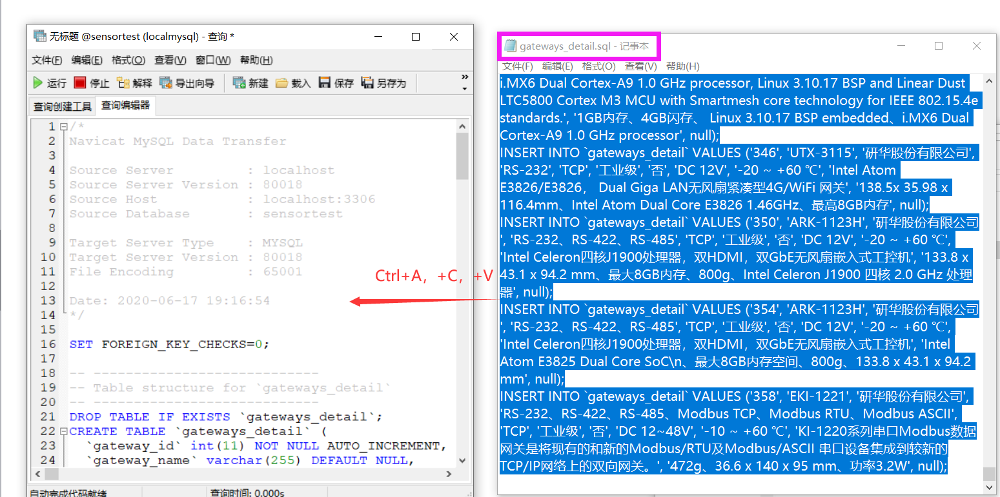 无标题 @sensortest (localmysql) - 查询 *
文件(F) 编辑(E) 格式(O) 查看(V) 窗口(W) 帮助(H)
运行 停止 解释 导出向导 新建 载入 保存 另存为 »
查询创建工具 查询编辑器
1 /*
2 Navicat MySQL Data Transfer
3
4 Source Server         : localhost
5 Source Server Version : 80018
6 Source Host           : localhost:3306
7 Source Database       : sensortest
8
9 Target Server Type    : MYSQL
10 Target Server Version : 80018
11 File Encoding         : 65001
12
13 Date: 2020-06-17 19:16:54
14 */
15
16 SET FOREIGN_KEY_CHECKS=0;
17
18 -- ----------------------------
19 -- Table structure for `gateways_detail`
20 -- ----------------------------
21 DROP TABLE IF EXISTS `gateways_detail`;
22 CREATE TABLE `gateways_detail` (
23 `gateway_id` int(11) NOT NULL AUTO_INCREMENT,
24 `gateway_name` varchar(255) DEFAULT NULL,
自动完成代码就绪 查询时间: 0.000s
Ctrl+A，+C，+V
gateways_detail.sql - 记事本
文件(F) 编辑(E) 格式(O) 查看(V) 帮助(H)
i.MX6 Dual Cortex-A9 1.0 GHz processor, Linux 3.10.17 BSP and Linear Dust
LTC5800 Cortex M3 MCU with Smartmesh core technology for IEEE 802.15.4e
standards.', '1GB内存、4GB闪存、 Linux 3.10.17 BSP embedded、i.MX6 Dual
Cortex-A9 1.0 GHz processor', null);
INSERT INTO `gateways_detail` VALUES ('346', 'UTX-3115', '研华股份有限公司',
'RS-232', 'TCP', '工业级', '否', 'DC 12V', '-20 ~ +60 ℃', 'Intel Atom
E3826/E3826， Dual Giga LAN无风扇紧凑型4G/WiFi 网关', '138.5x 35.98 x
116.4mm、Intel Atom Dual Core E3826 1.46GHz、最高8GB内存', null);
INSERT INTO `gateways_detail` VALUES ('350', 'ARK-1123H', '研华股份有限公司
', 'RS-232、RS-422、RS-485', 'TCP', '工业级', '否', 'DC 12V', '-20 ~ +60 ℃',
'Intel Celeron四核J1900处理器，双HDMI，双GbE无风扇嵌入式工控机', '133.8 x
43.1 x 94.2 mm、最大8GB内存、800g、Intel Celeron J1900 四核 2.0 GHz 处理
器', null);
INSERT INTO `gateways_detail` VALUES ('354', 'ARK-1123H', '研华股份有限公司
', 'RS-232、RS-422、RS-485', 'TCP', '工业级', '否', 'DC 12V', '-20 ~ +60 ℃',
'Intel Celeron四核J1900处理器，双HDMI，双GbE无风扇嵌入式工控机', 'Intel
Atom E3825 Dual Core SoC\n、最大8GB内存空间、800g、133.8 x 43.1 x 94.2
mm', null);
INSERT INTO `gateways_detail` VALUES ('358', 'EKI-1221', '研华股份有限公司',
'RS-232、RS-422、RS-485、Modbus TCP、Modbus RTU、Modbus ASCII',
'TCP', '工业级', '否', 'DC 12~48V', '-10 ~ +60 ℃', 'KI-1220系列串口Modbus数据
网关是将现有的和新的Modbus/RTU及Modbus/ASCII 串口设备集成到较新的
TCP/IP网络上的双向网关。', '472g、36.6 x 140 x 95 mm、功率3.2W', null);